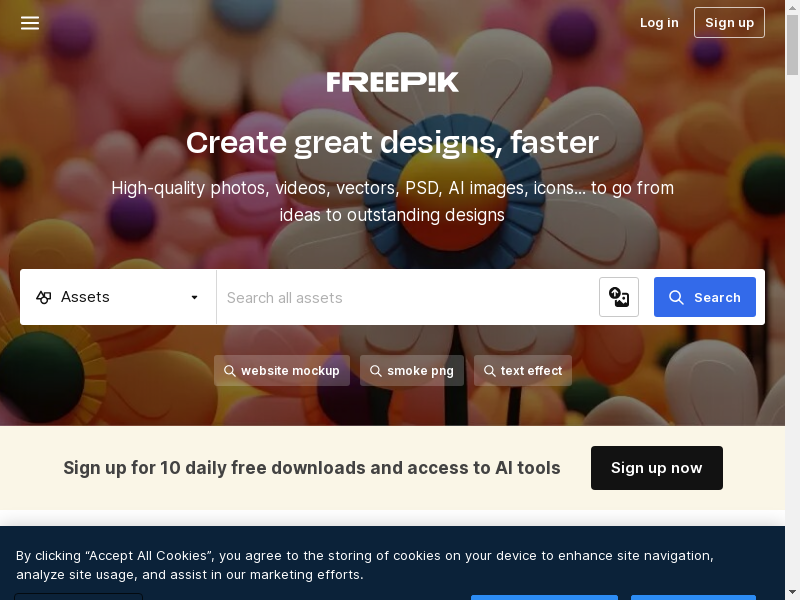 Log in
Sign up
FREEPIK
Create great designs, faster
High-quality photos, videos, vectors, PSD, AI images, icons... to go from
ideas to outstanding designs
Assets
Search all assets
Search
website mockup
smoke png
text effect
Sign up for 10 daily free downloads and access to AI tools
Sign up now
By clicking “Accept All Cookies”, you agree to the storing of cookies on your device to enhance site navigation,
analyze site usage, and assist in our marketing efforts.